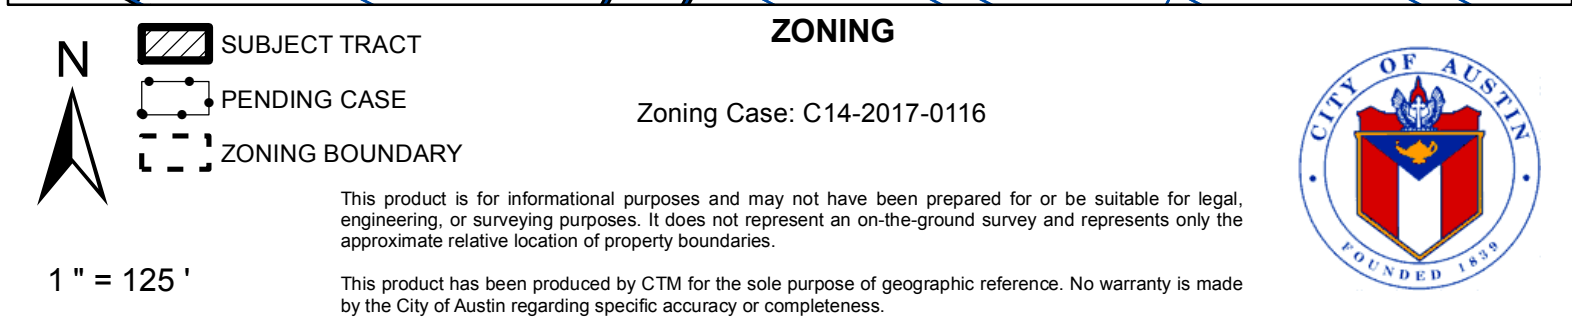 ZONING
N
SUBJECT TRACT
PENDING CASE
ZONING BOUNDARY
Zoning Case: C14-2017-0116
This product is for informational purposes and may not have been prepared for or be suitable for legal,
engineering, or surveying purposes. It does not represent an on-the-ground survey and represents only the
approximate relative location of property boundaries.
1 " = 125 '
This product has been produced by CTM for the sole purpose of geographic reference. No warranty is made
by the City of Austin regarding specific accuracy or completeness.
CITY OF AUSTIN
FOUNDED 1839